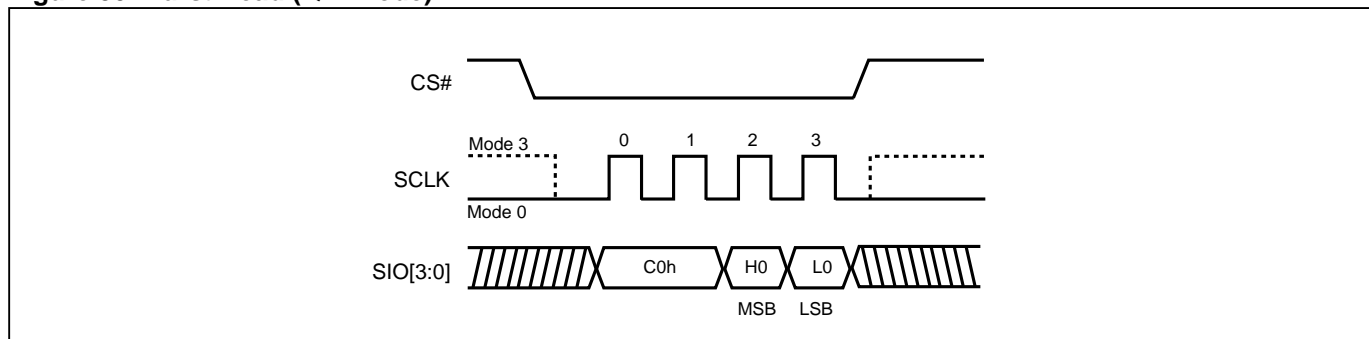 CS#
Mode 3
0 1 2 3
SCLK
Mode 0
SIO[3:0]
C0h H0 L0
MSB LSB